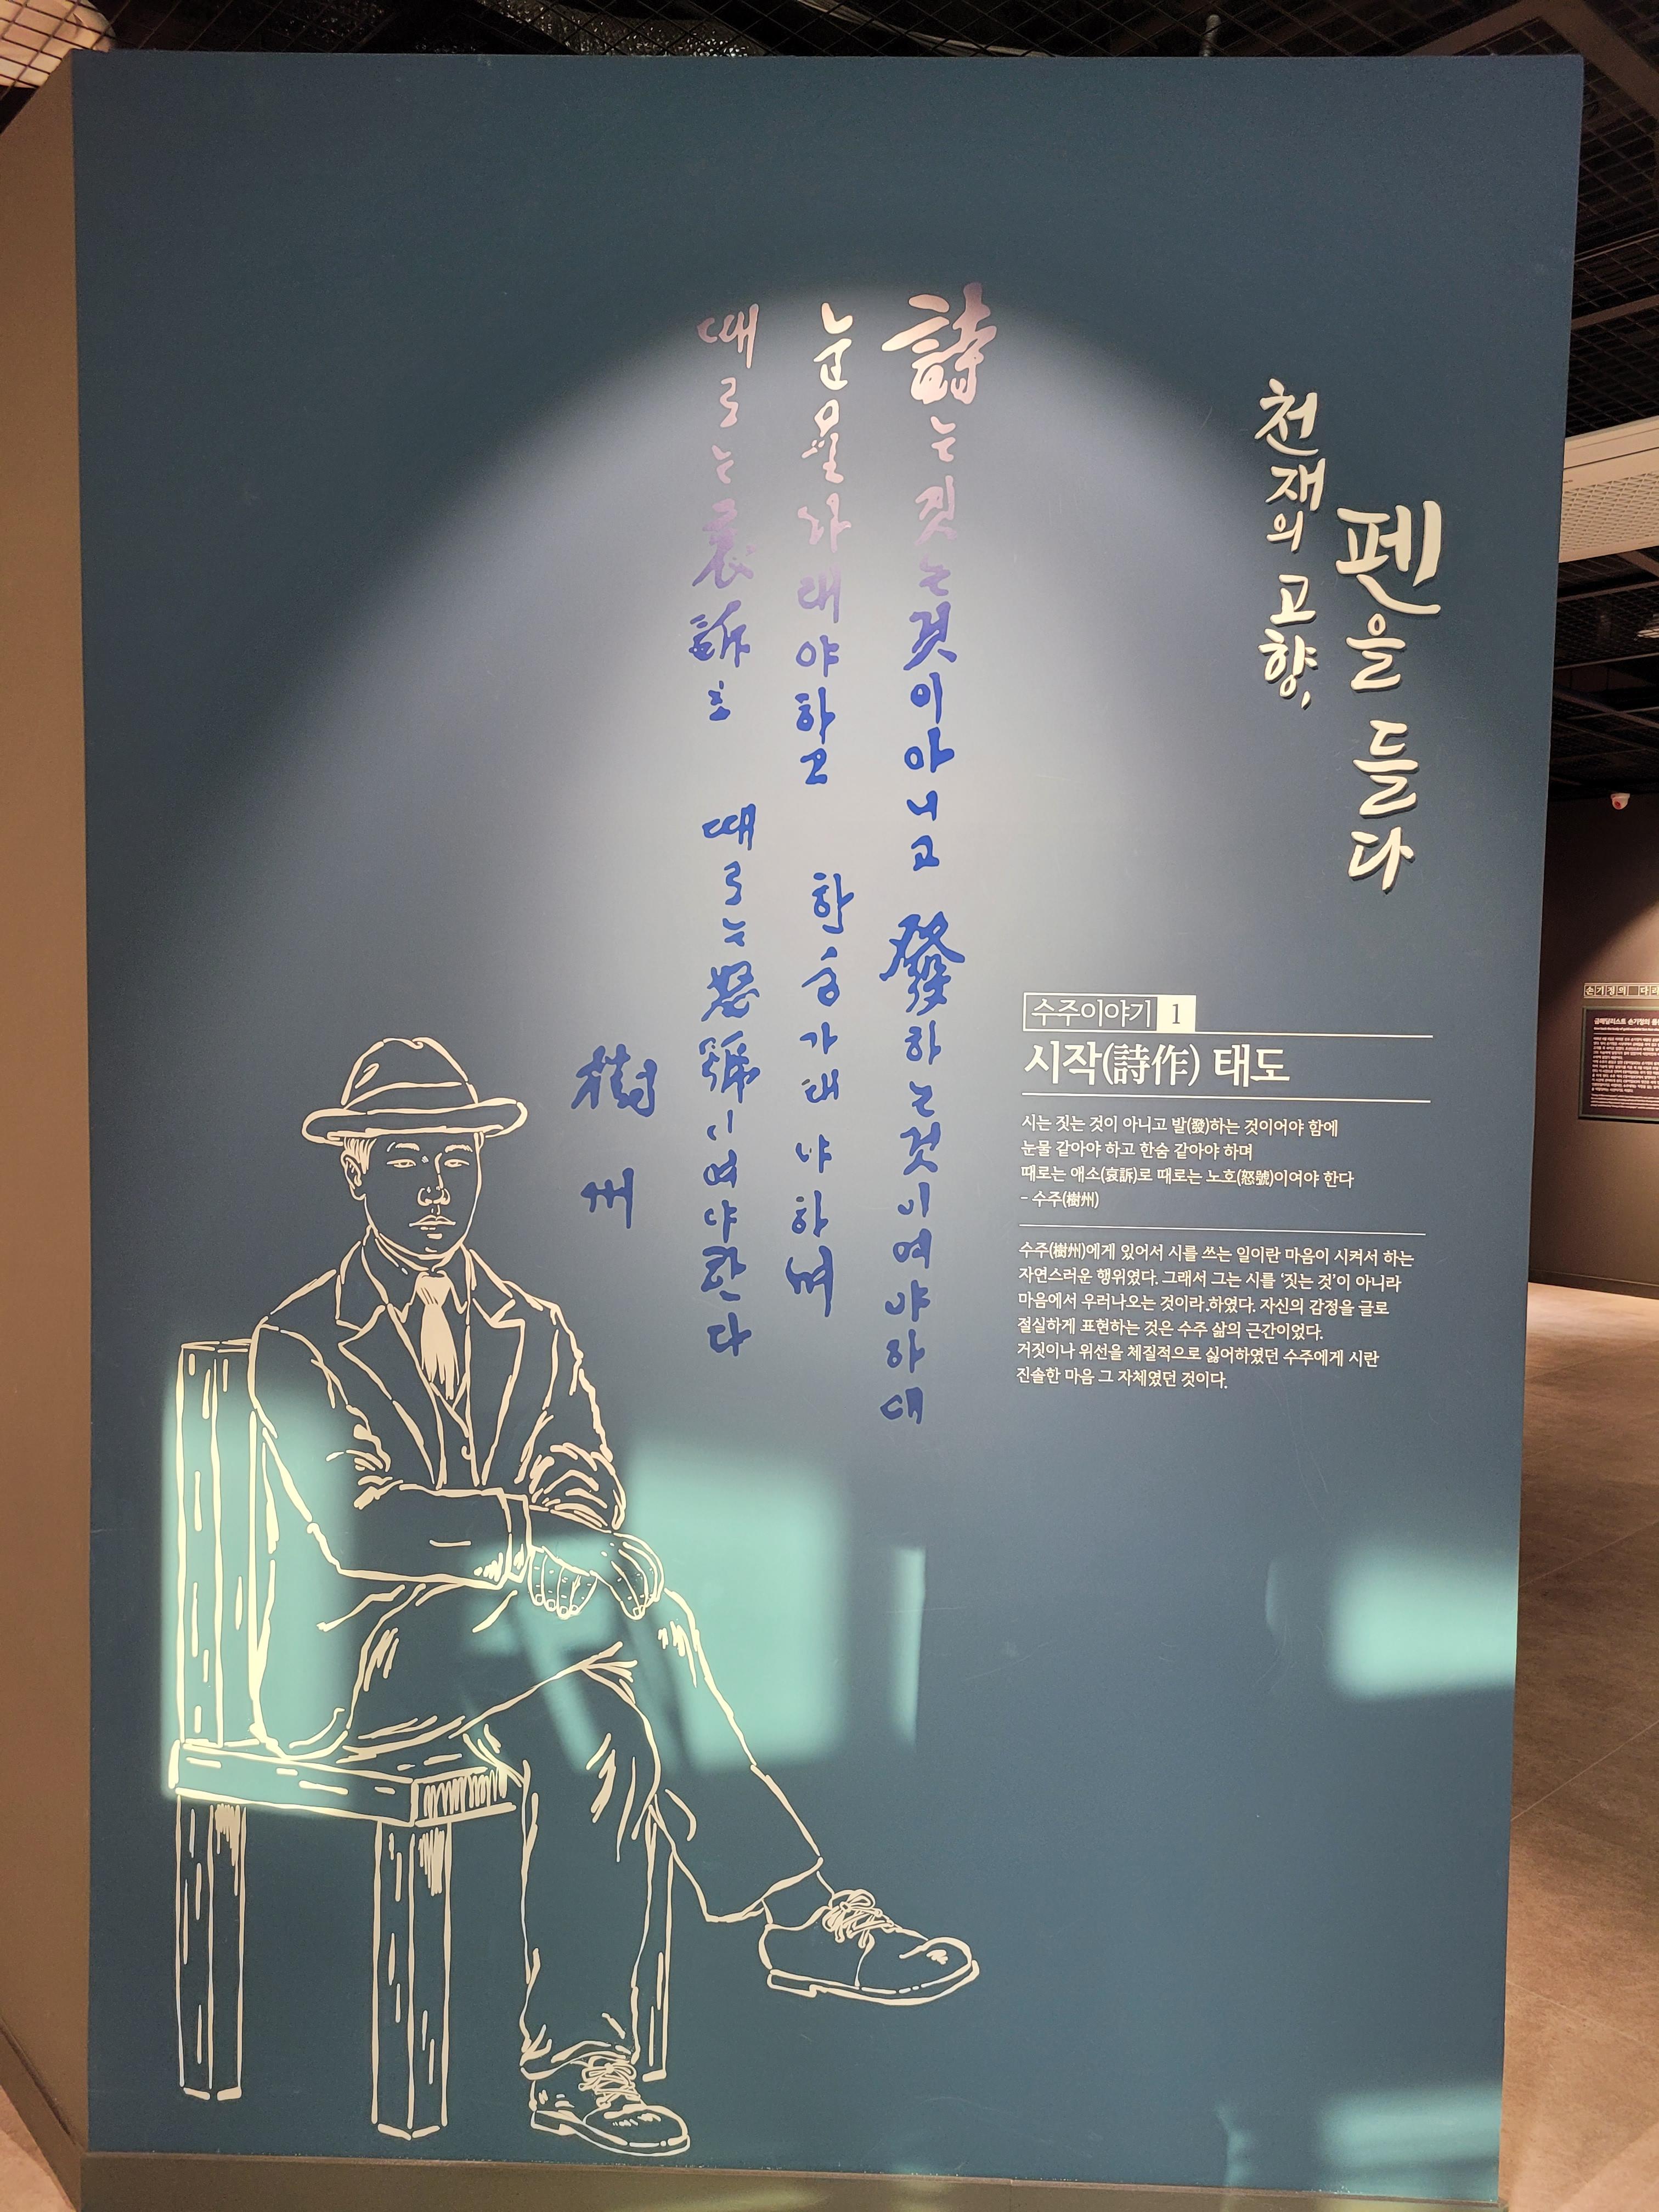 천재의 고향,
펜을 들다
詩는 짓는것이아니고 發하는것이여야하대
눈물가태야하고 한숨가태야하며
때로는哀訴로 때로는怒號이여야한다
樹州
수주이야기 1
시작(詩作) 태도
시는 짓는 것이 아니고 발(發)하는 것이어야 함에
눈물 같아야 하고 한숨 같아야 하며
때로는 애소(哀訴)로 때로는 노호(怒號)이여야 한다
- 수주(樹州)
수주(樹州)에게 있어서 시를 쓰는 일이란 마음이 시켜서 하는
자연스러운 행위였다. 그래서 그는 시를 ‘짓는 것’이 아니라
마음에서 우러나오는 것이라.하였다. 자신의 감정을 글로
절실하게 표현하는 것은 수주 삶의 근간이었다.
거짓이나 위선을 체질적으로 싫어하였던 수주에게 시란
진솔한 마음 그 자체였던 것이다.
손기정의 다리